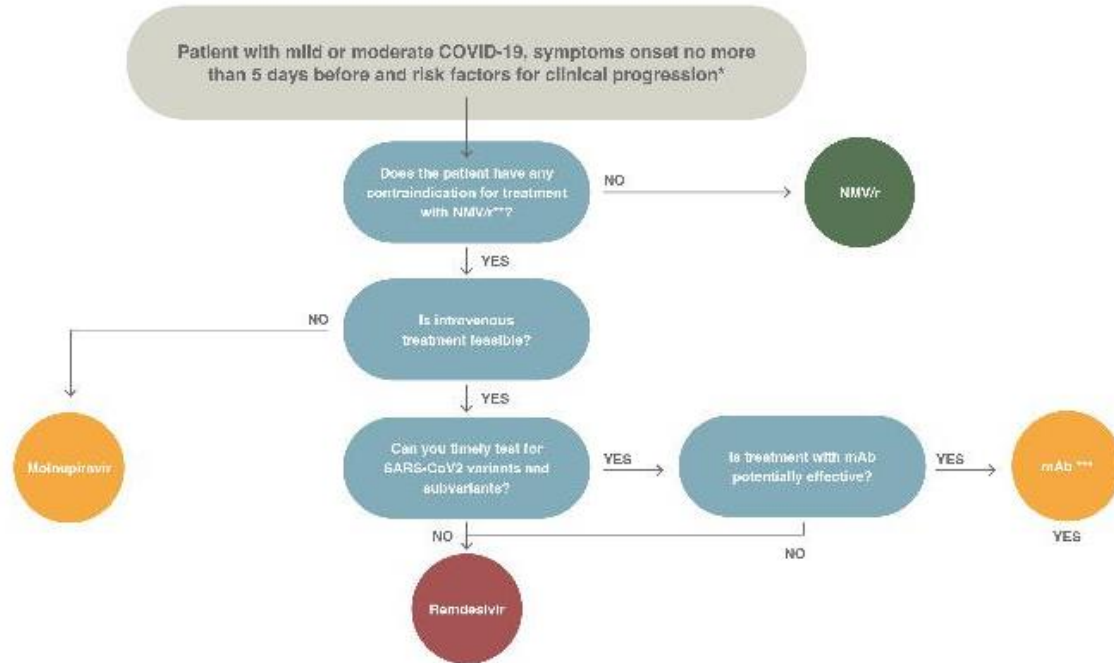 Patient with mild or moderate COVID-19, symptoms onset no more
than 5 days before and risk factors for clinical progression*
Does the patient have any
contraindication for treatment
with NMV/r**?
NO
NMV/r
YES
Is intravenous
treatment feasible?
NO
YES
Molnupiravir
Can you timely test for
SARS-CoV2 variants and
subvariants?
YES
Is treatment with mAb
potentially effective?
YES
mAb ***
YES
NO
NO
Remdesivir